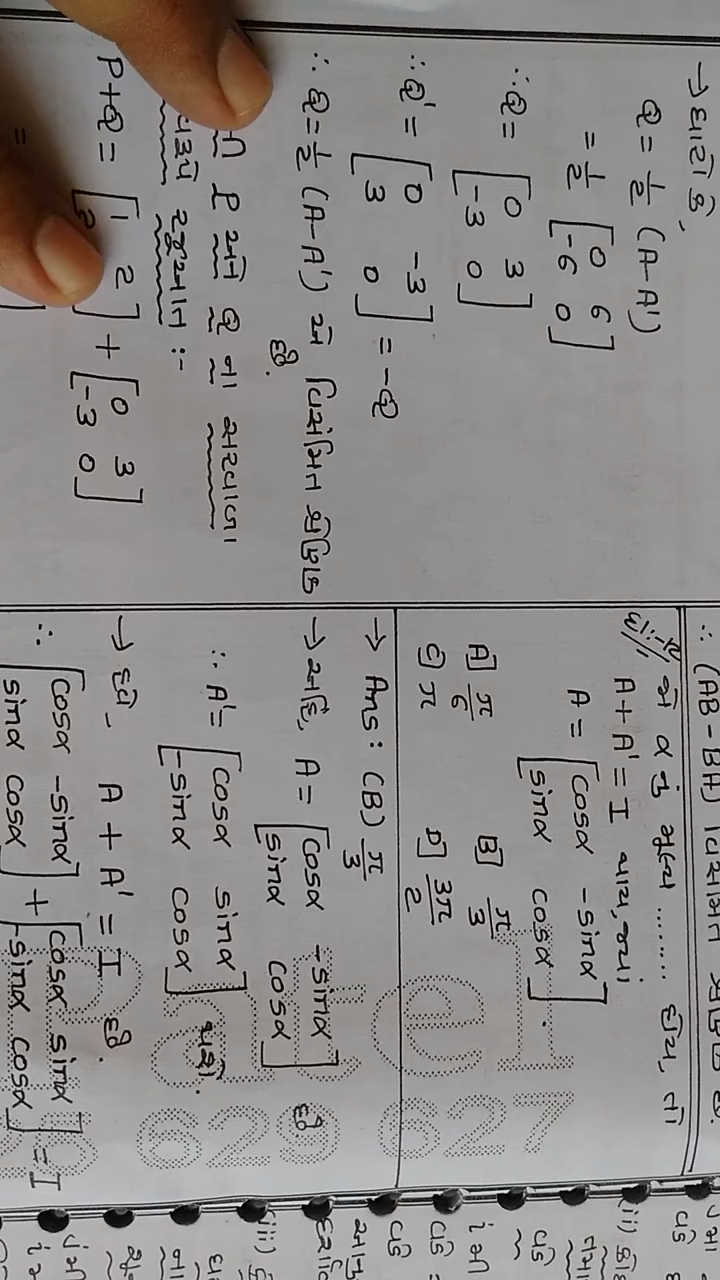 → ધારો કે,
Q = 1/2 (A-A')
= 1/2 [0 6
-6 0]
∴ Q = [0 3
-3 0]
∴ Q' = [0 -3
3 0] = -Q
∴ Q = 1/2 (A-A') એ વિસંમિત શ્રેણિક
છે.
P અને Q ના સરવાળા
રજુઆત :-
P+Q = [1 2
2 ] + [0 3
-3 0]
=
∴ (AB-BA) વિસંમિત શ્રેણિક છે.
જો α નું મૂલ્ય ........ હોય, તો
A+A' = I થાય, જ્યાં
A = [cosα -sinα
sinα cosα].
A] π/6 B] π/3
C] π D] 3π/2
→ Ans : (B) π/3
→ અહિં, A = [cosα -sinα
sinα cosα] છે
∴ A' = [cosα sinα
-sinα cosα] થશે.
→ હવે, A + A' = I છે.
∴ [cosα -sinα
sinα cosα] + [cosα sinα
-sinα cosα] = I
Patel
629 627